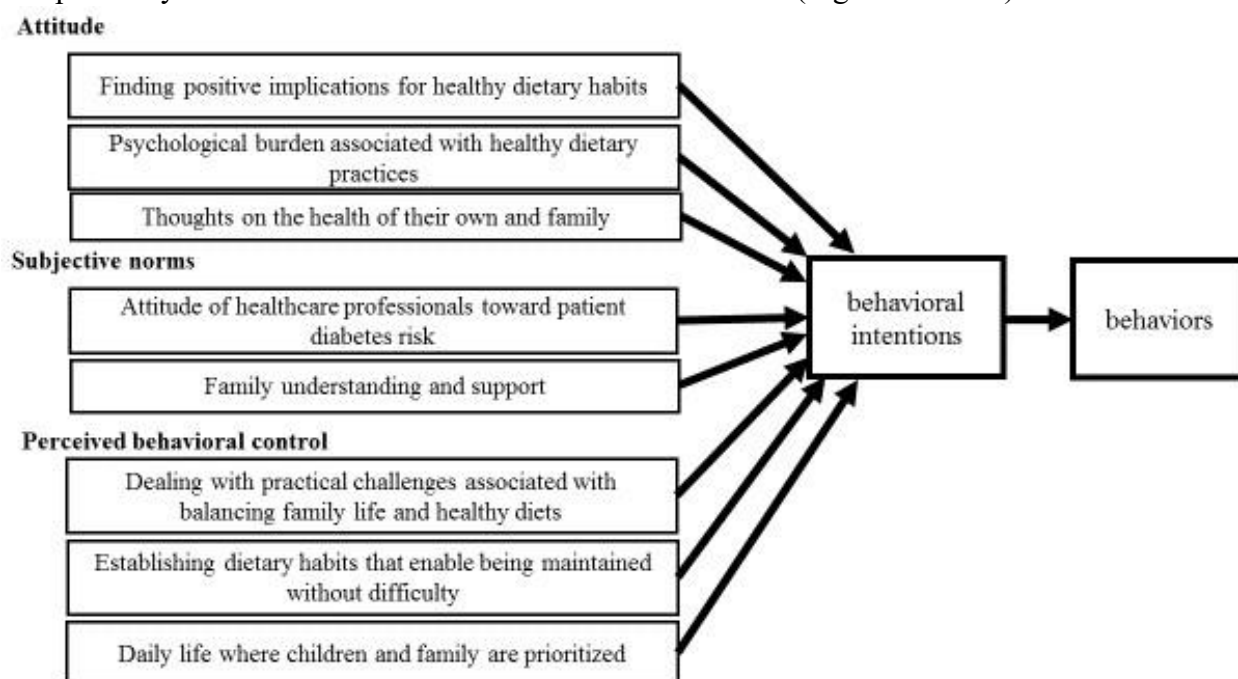 Attitude
Finding positive implications for healthy dietary habits
Psychological burden associated with healthy dietary
practices
Thoughts on the health of their own and family
Subjective norms
Attitude of healthcare professionals toward patient
diabetes risk
Family understanding and support
Perceived behavioral control
Dealing with practical challenges associated with
balancing family life and healthy diets
Establishing dietary habits that enable being maintained
without difficulty
Daily life where children and family are prioritized
behavioral
intentions
behaviors